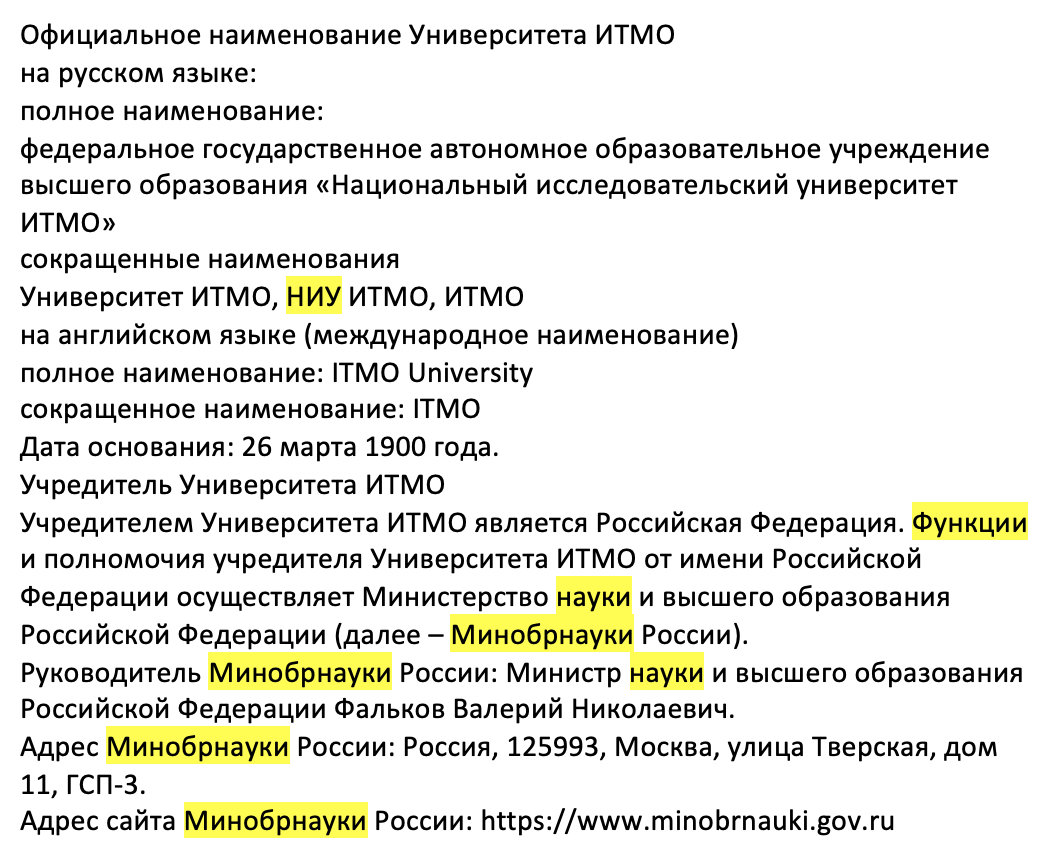 Официальное наименование Университета ИТМО
на русском языке:
полное наименование:
федеральное государственное автономное образовательное учреждение
высшего образования «Национальный исследовательский университет
ИТМО»
сокращенные наименования
Университет ИТМО, НИУ ИТМО, ИТМО
на английском языке (международное наименование)
полное наименование: ITMO University
сокращенное наименование: ITMO
Дата основания: 26 марта 1900 года.
Учредитель Университета ИТМО
Учредителем Университета ИТМО является Российская Федерация. Функции
и полномочия учредителя Университета ИТМО от имени Российской
Федерации осуществляет Министерство науки и высшего образования
Российской Федерации (далее – Минобрнауки России).
Руководитель Минобрнауки России: Министр науки и высшего образования
Российской Федерации Фальков Валерий Николаевич.
Адрес Минобрнауки России: Россия, 125993, Москва, улица Тверская, дом
11, ГСП-3.
Адрес сайта Минобрнауки России: https://www.minobrnauki.gov.ru